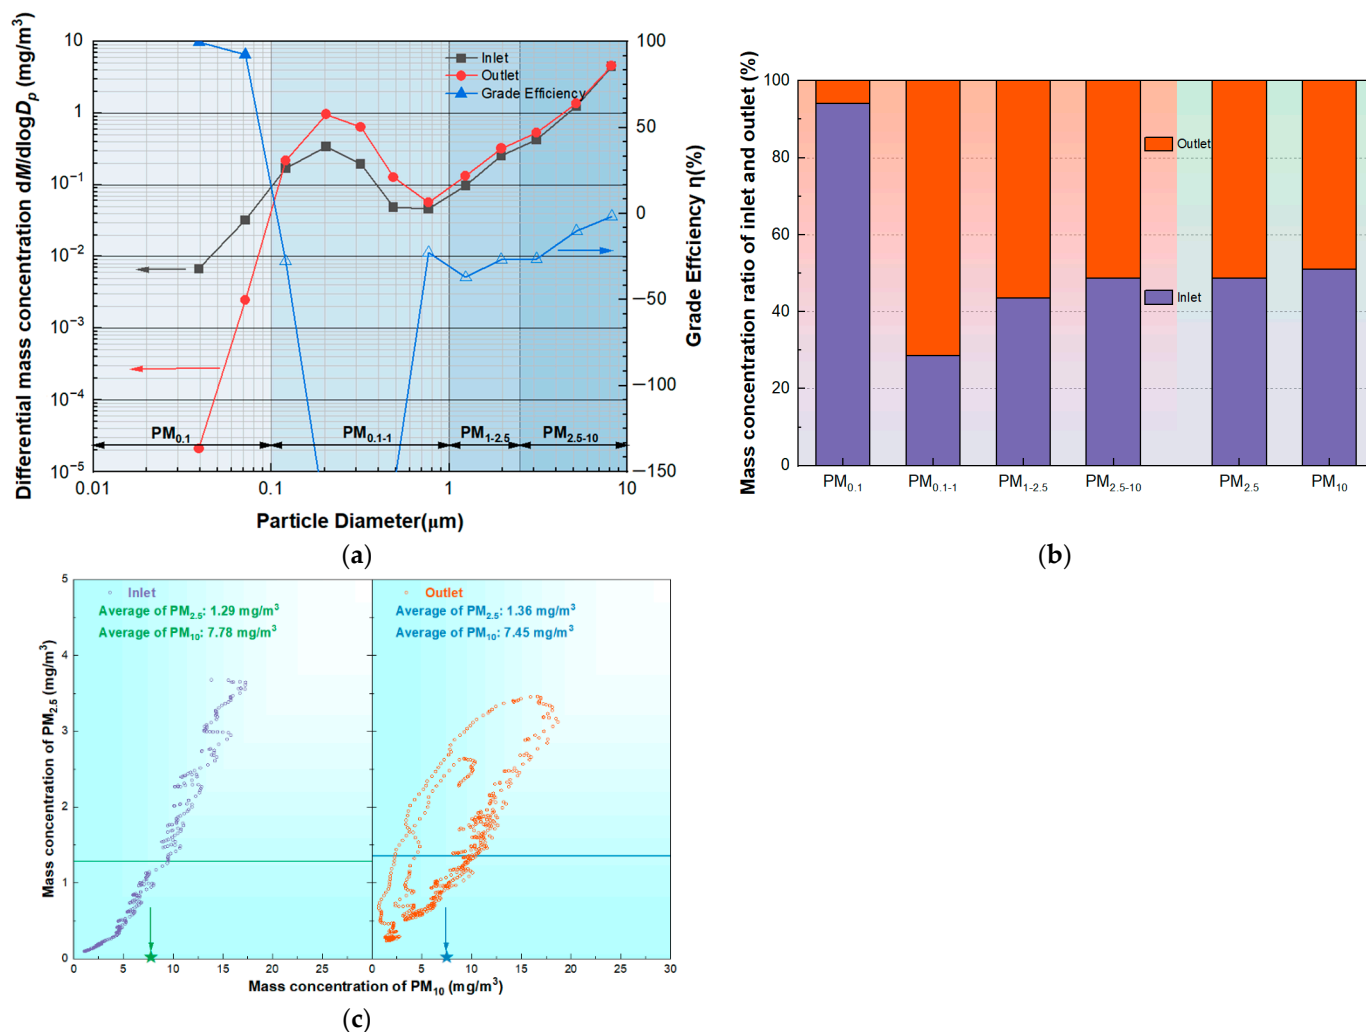 Differential mass concentration dM/dlogDp (mg/m³)
10
1
10⁻¹
10⁻²
10⁻³
10⁻⁴
10⁻⁵
Inlet
Outlet
Grade Efficiency
PM0.1
PM0.1-1
PM1-2.5
PM2.5-10
100
50
0
−50
−100
−150
Grade Effciency η(%)
0.01
0.1
1
10
Particle Diameter(μm)
(a)
Mass concentration ratio of inlet and outlet (%)
100
80
60
40
20
0
Outlet
Inlet
PM0.1
PM0.1-1
PM1-2.5
PM2.5-10
PM2.5
PM10
(b)
Mass concentration of PM2.5 (mg/m³)
5
4
3
2
1
0
Inlet
Average of PM2.5: 1.29 mg/m³
Average of PM10: 7.78 mg/m³
Outlet
Average of PM2.5: 1.36 mg/m³
Average of PM10: 7.45 mg/m³
0
5
10
15
20
25
0
5
10
15
20
25
30
Mass concentration of PM10 (mg/m³)
(c)